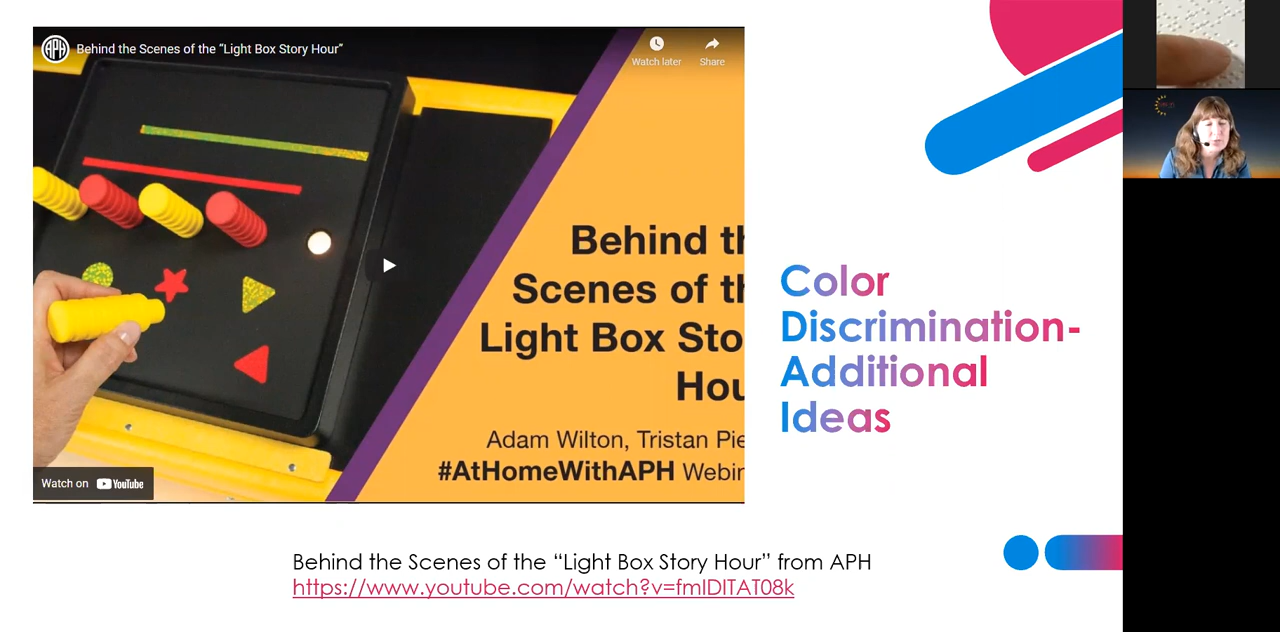 APH
Behind the Scenes of the “Light Box Story Hour”
Watch later
Share
Behind th
Scenes of th
Light Box Sto
Hou
Adam Wilton, Tristan Pie
#AtHomeWithAPH Webin
Watch on YouTube
Color
Discrimination-
Additional
Ideas
Behind the Scenes of the “Light Box Story Hour” from APH
https://www.youtube.com/watch?v=fmIDITAT08k